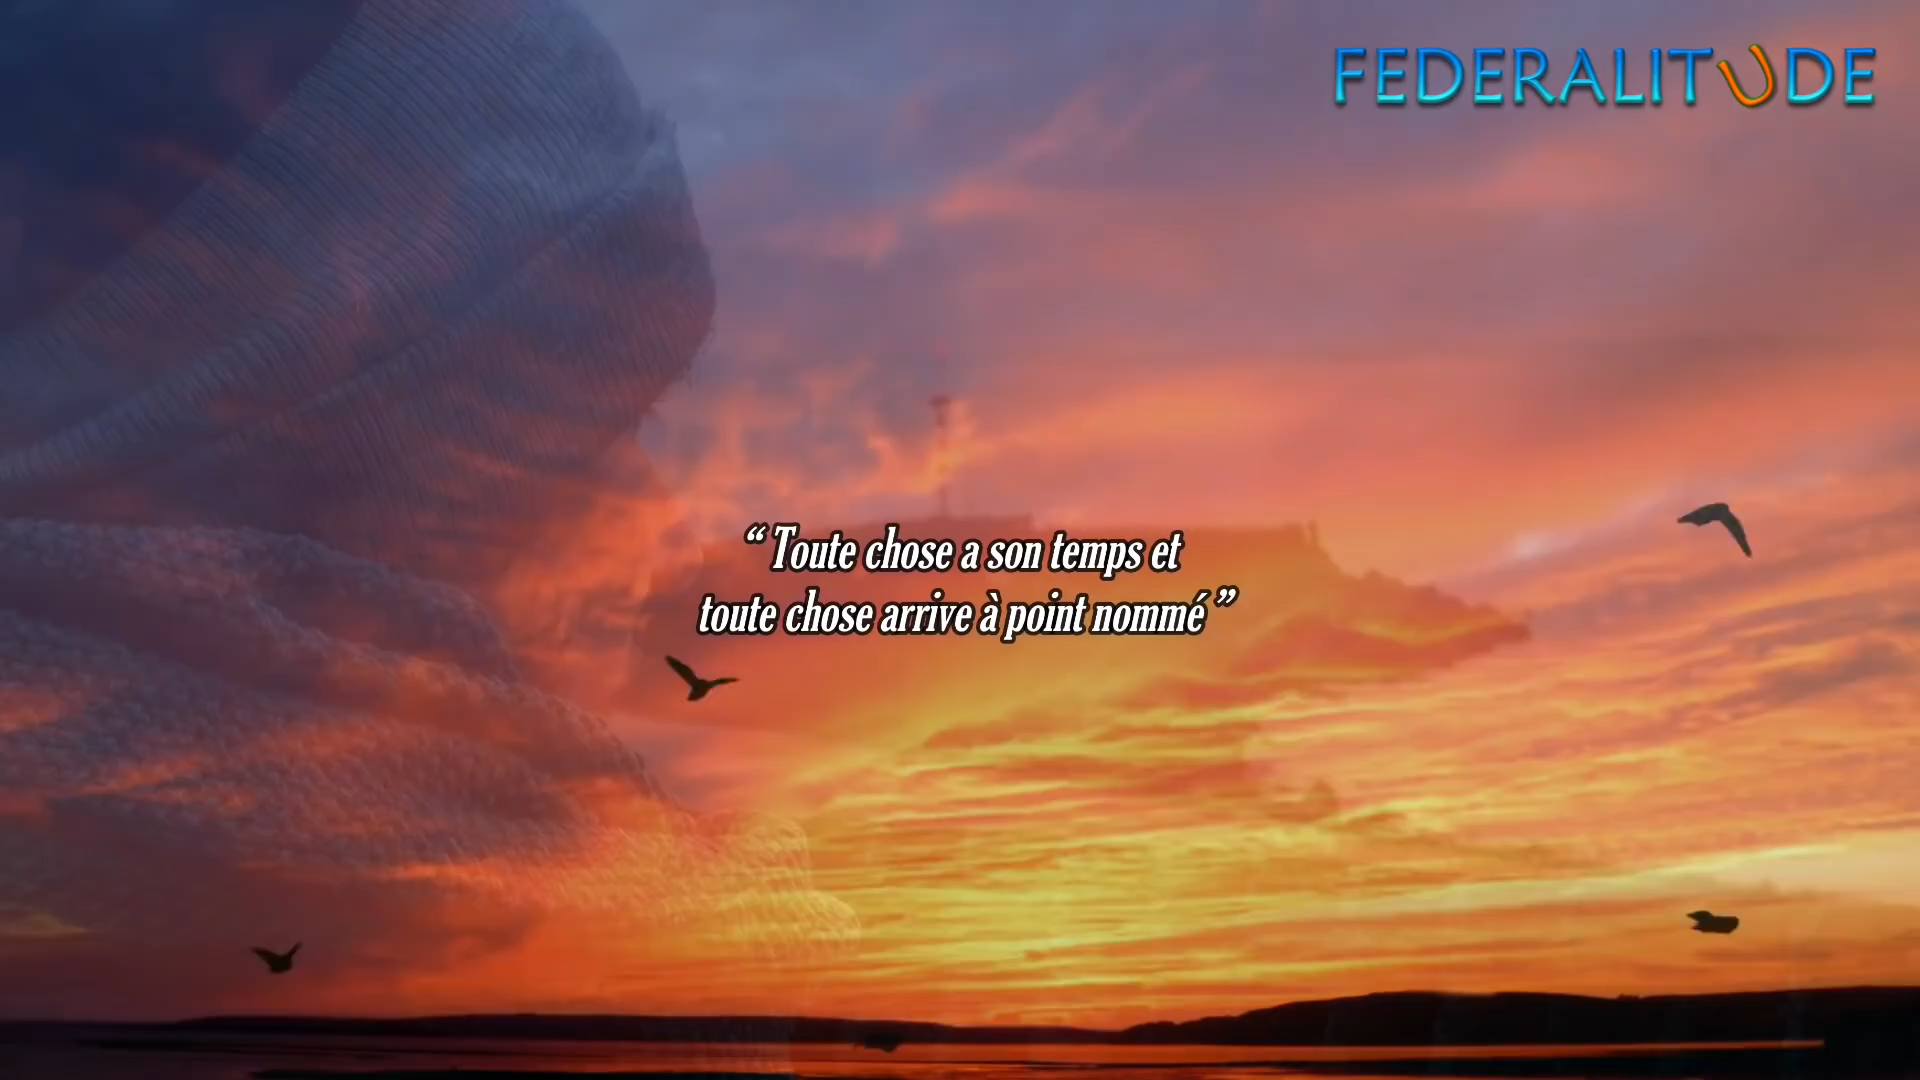 FEDERALITUDE
“ Toute chose a son temps et
toute chose arrive à point nommé ”